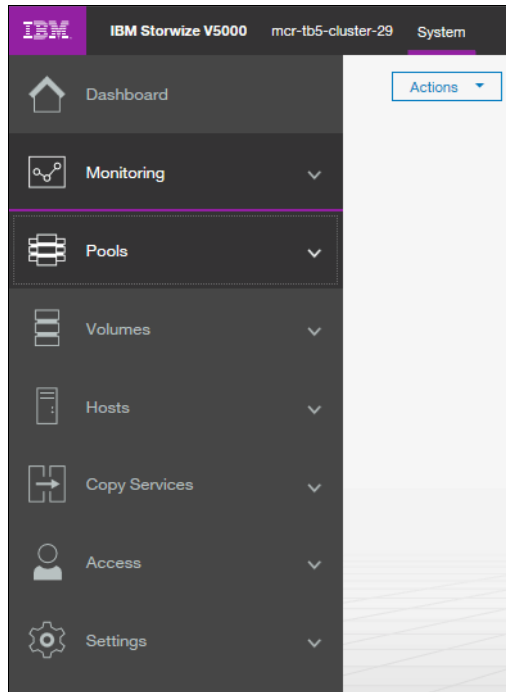 IBM. IBM Storwize V5000 mcr-tb5-cluster-29 System
Dashboard
Actions
Monitoring
Pools
Volumes
Hosts
Copy Services
Access
Settings